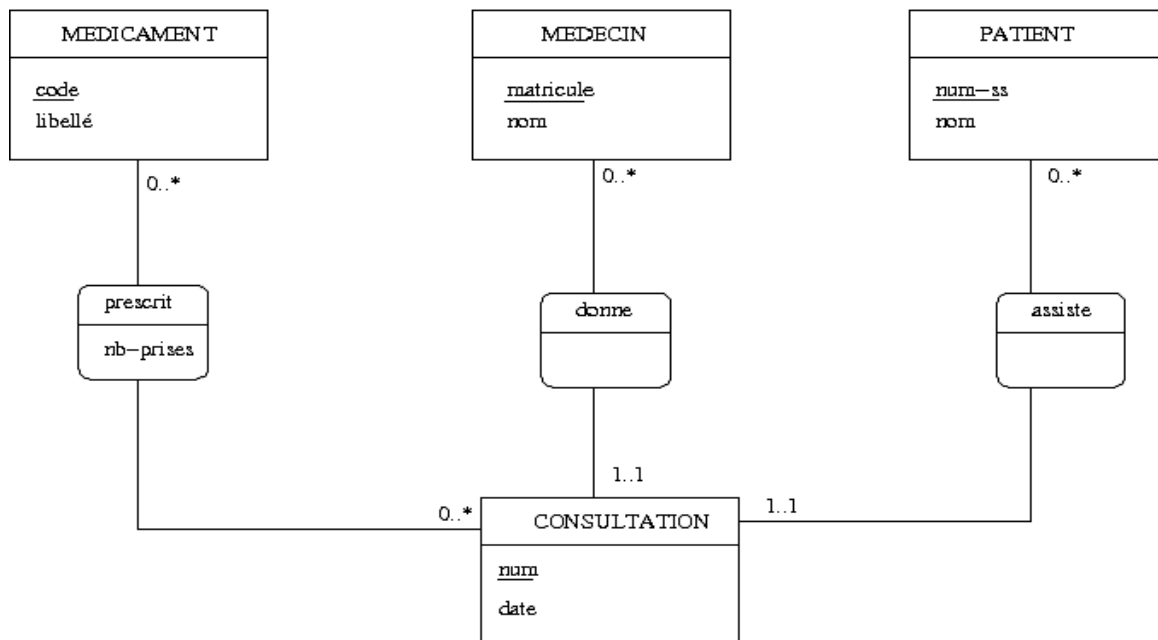 MEDICAMENT
code
libellé
MEDECIN
matricule
nom
PATIENT
num-ss
nom
0..*
0..*
0..*
prescrit
nb-prises
donne
assiste
1..1
0..*
1..1
CONSULTATION
num
date